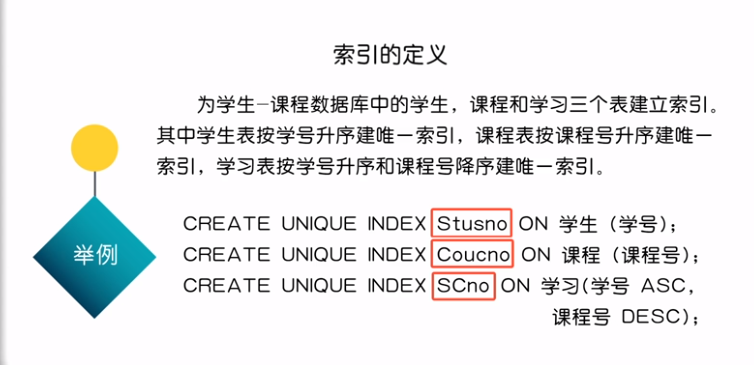 索引的定义
为学生-课程数据库中的学生，课程和学习三个表建立索引。
其中学生表按学号升序建唯一索引，课程表按课程号升序建唯一
索引，学习表按学号升序和课程号降序建唯一索引。
举例
CREATE UNIQUE INDEX Stusno ON 学生（学号）；
CREATE UNIQUE INDEX Coucno ON 课程（课程号）；
CREATE UNIQUE INDEX SCno ON 学习(学号 ASC，
课程号 DESC)；